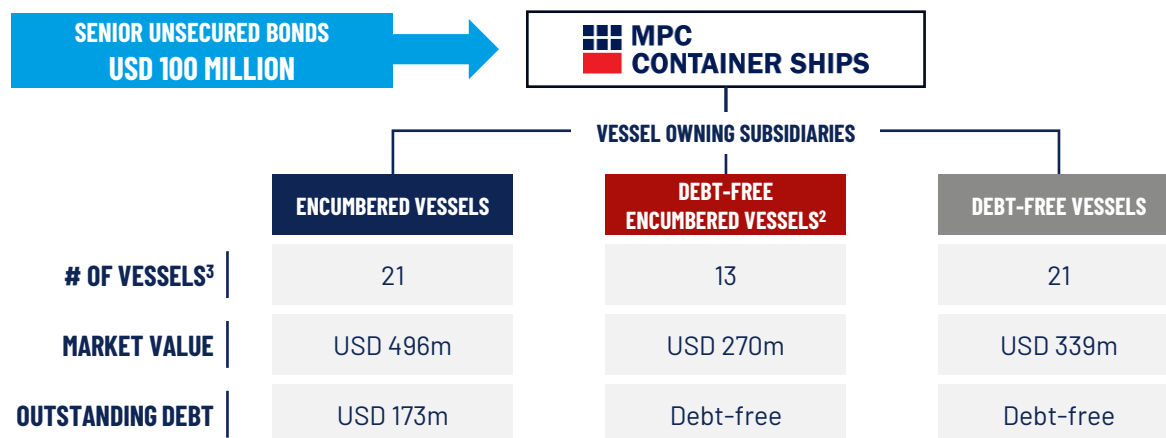 SENIOR UNSECURED BONDS
USD 100 MILLION
MPC
CONTAINER SHIPS
VESSEL OWNING SUBSIDIARIES
ENCUMBERED VESSELS
DEBT-FREE
ENCUMBERED VESSELS²
DEBT-FREE VESSELS
# OF VESSELS³
21
13
21
MARKET VALUE
USD 496m
USD 270m
USD 339m
OUTSTANDING DEBT
USD 173m
Debt-free
Debt-free